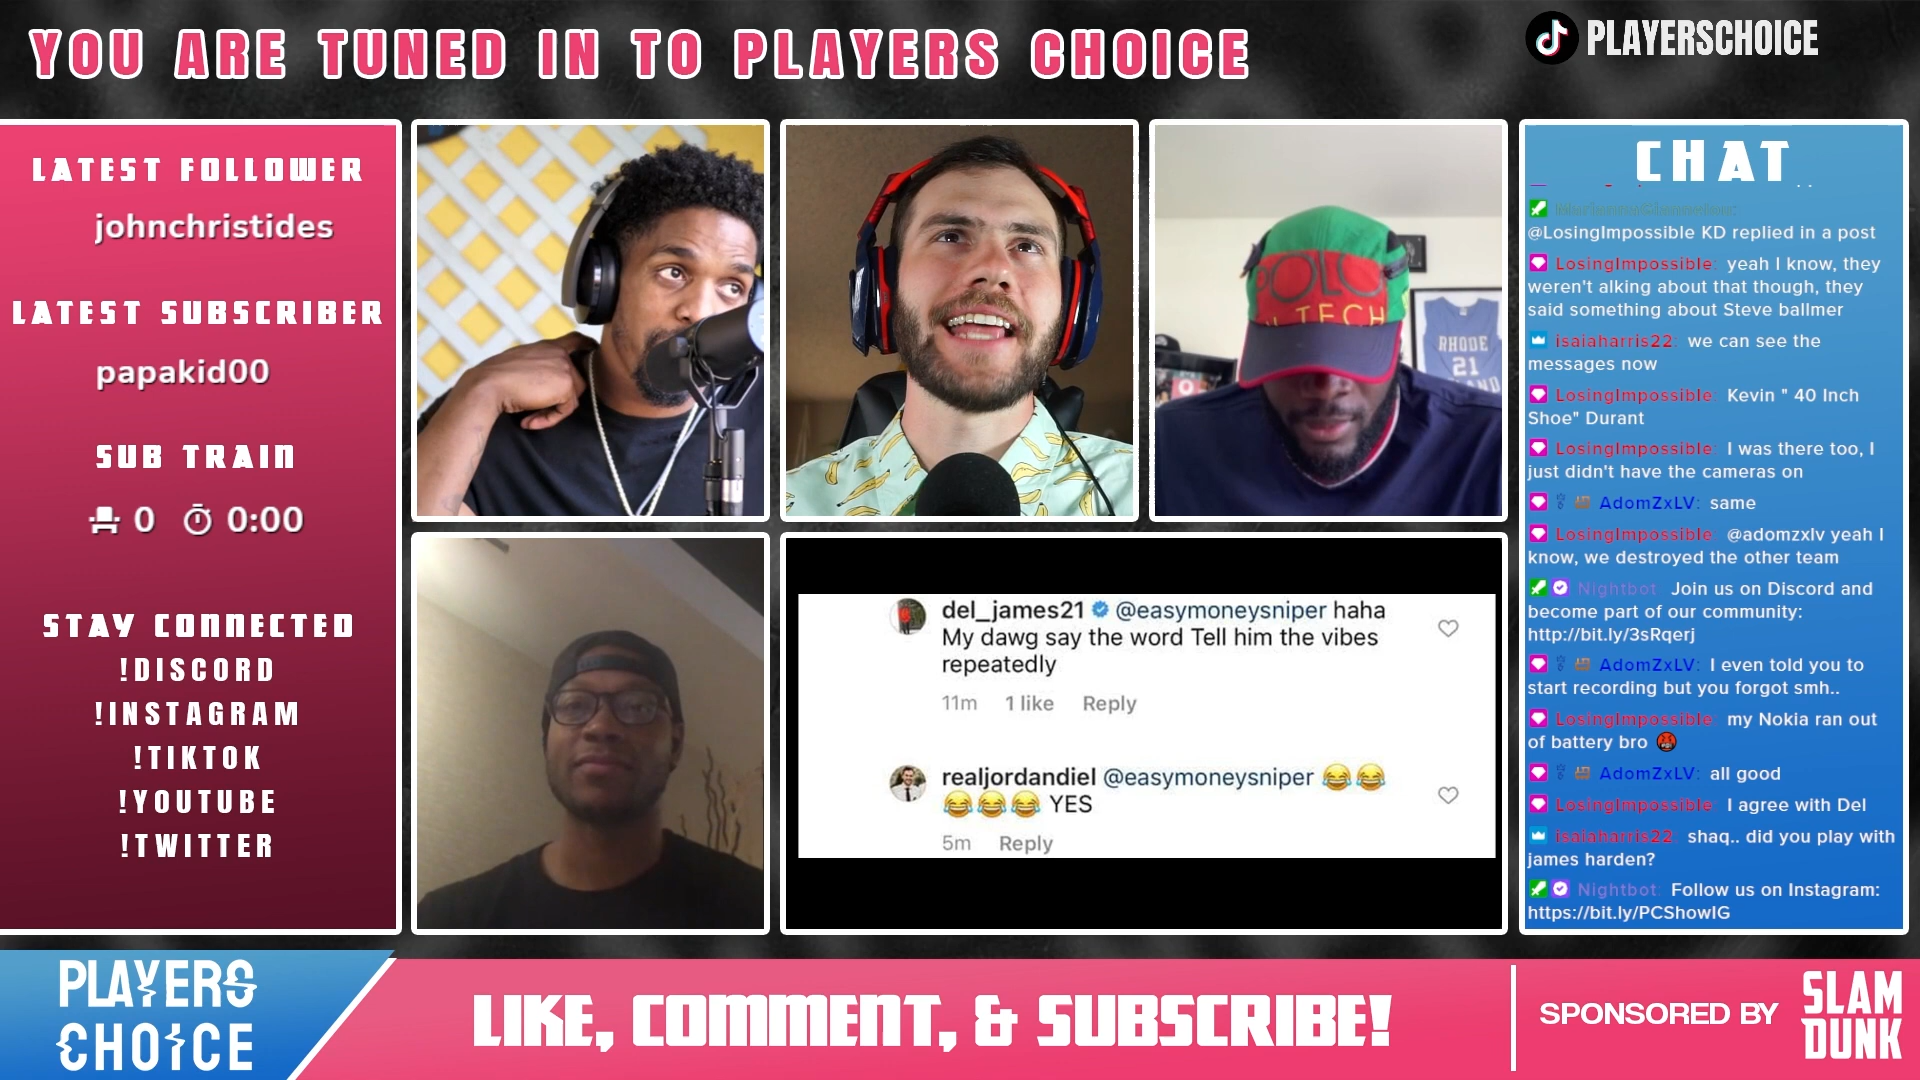 YOU ARE TUNED IN TO PLAYERS CHOICE
PLAYERSCHOICE
LATEST FOLLOWER
johnchristides
LATEST SUBSCRIBER
papakid00
SUB TRAIN
0 0:00
STAY CONNECTED
!DISCORD
!INSTAGRAM
!TIKTOK
!YOUTUBE
!TWITTER
POLO
TECH
RHODE
21
del_james21 @easymoneysniper haha
My dawg say the word Tell him the vibes
repeatedly
11m 1 like Reply
realjordandiel @easymoneysniper 😂😂
😂😂😂 YES
5m Reply
CHAT
@LosingImpossible KD replied in a post
LosingImpossible: yeah I know, they
weren't alking about that though, they
said something about Steve ballmer
isaiaharris22: we can see the
messages now
LosingImpossible: Kevin " 40 Inch
Shoe" Durant
LosingImpossible: I was there too, I
just didn't have the cameras on
AdomZxLV: same
LosingImpossible: @adomzxlv yeah I
know, we destroyed the other team
Nightbot: Join us on Discord and
become part of our community:
http://bit.ly/3sRqerj
AdomZxLV: I even told you to
start recording but you forgot smh..
LosingImpossible: my Nokia ran out
of battery bro 😡
AdomZxLV: all good
LosingImpossible: I agree with Del
isaiaharris22: shaq.. did you play with
james harden?
Nightbot: Follow us on Instagram:
https://bit.ly/PCShowIG
PLAYERS
CHOICE
LIKE, COMMENT, & SUBSCRIBE!
SPONSORED BY
SLAM
DUNK